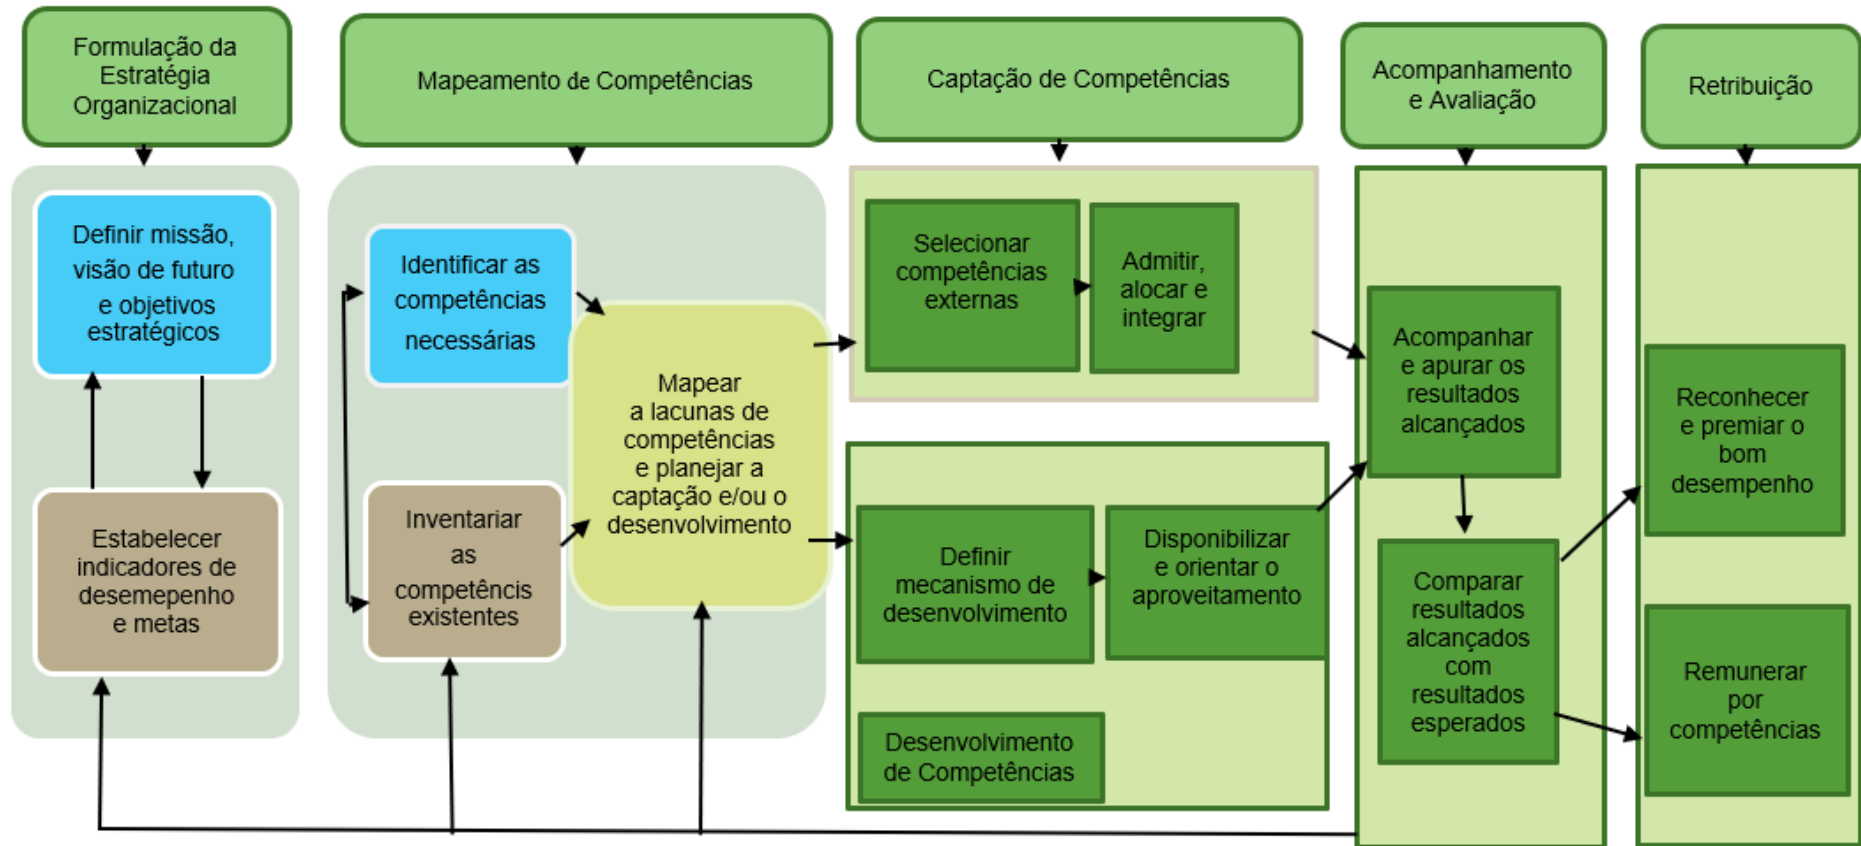 Formulação da
Estratégia
Organizacional
Mapeamento de Competências
Captação de Competências
Acompanhamento
e Avaliação
Retribuição
Definir missão,
visão de futuro
e objetivos
estratégicos
Estabelecer
indicadores de
desemepenho
e metas
Identificar as
competências
necessárias
Inventariar
as
competêncis
existentes
Mapear
a lacunas de
competências
e planejar a
captação e/ou o
desenvolvimento
Selecionar
competências
externas
Admitir,
alocar e
integrar
Definir
mecanismo de
desenvolvimento
Disponibilizar
e orientar o
aproveitamento
Desenvolvimento
de Competências
Acompanhar
e apurar os
resultados
alcançados
Comparar
resultados
alcançados
com
resultados
esperados
Reconhecer
e premiar o
bom
desempenho
Remunerar
por
competências